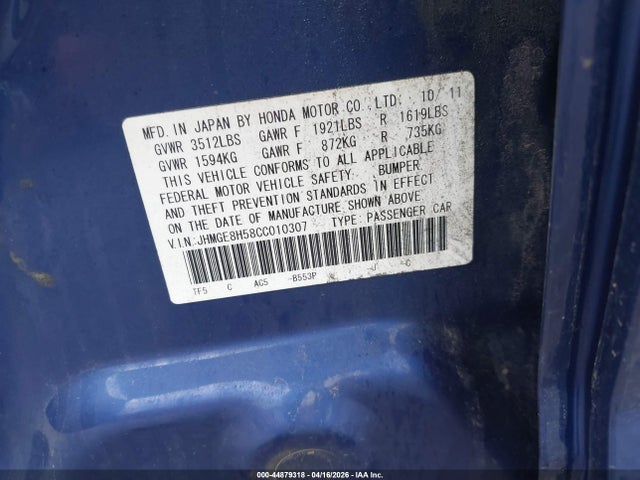 MFD. IN JAPAN BY HONDA MOTOR CO., LTD. 10/11
GVWR 3512LBS GAWR F 1921LBS R 1619LBS
GVWR 1594KG GAWR F 872KG R 735KG
THIS VEHICLE CONFORMS TO ALL APPLICABLE
FEDERAL MOTOR VEHICLE SAFETY, BUMPER,
AND THEFT PREVENTION STANDARDS IN EFFECT
ON THE DATE OF MANUFACTURE SHOWN ABOVE
V.I.N:JHMGE8H58CC010307 TYPE: PASSENGER CAR
TF5 C AC5 -B553P -J -C
000-44879318 - 04/16/2026 - IAA Inc.